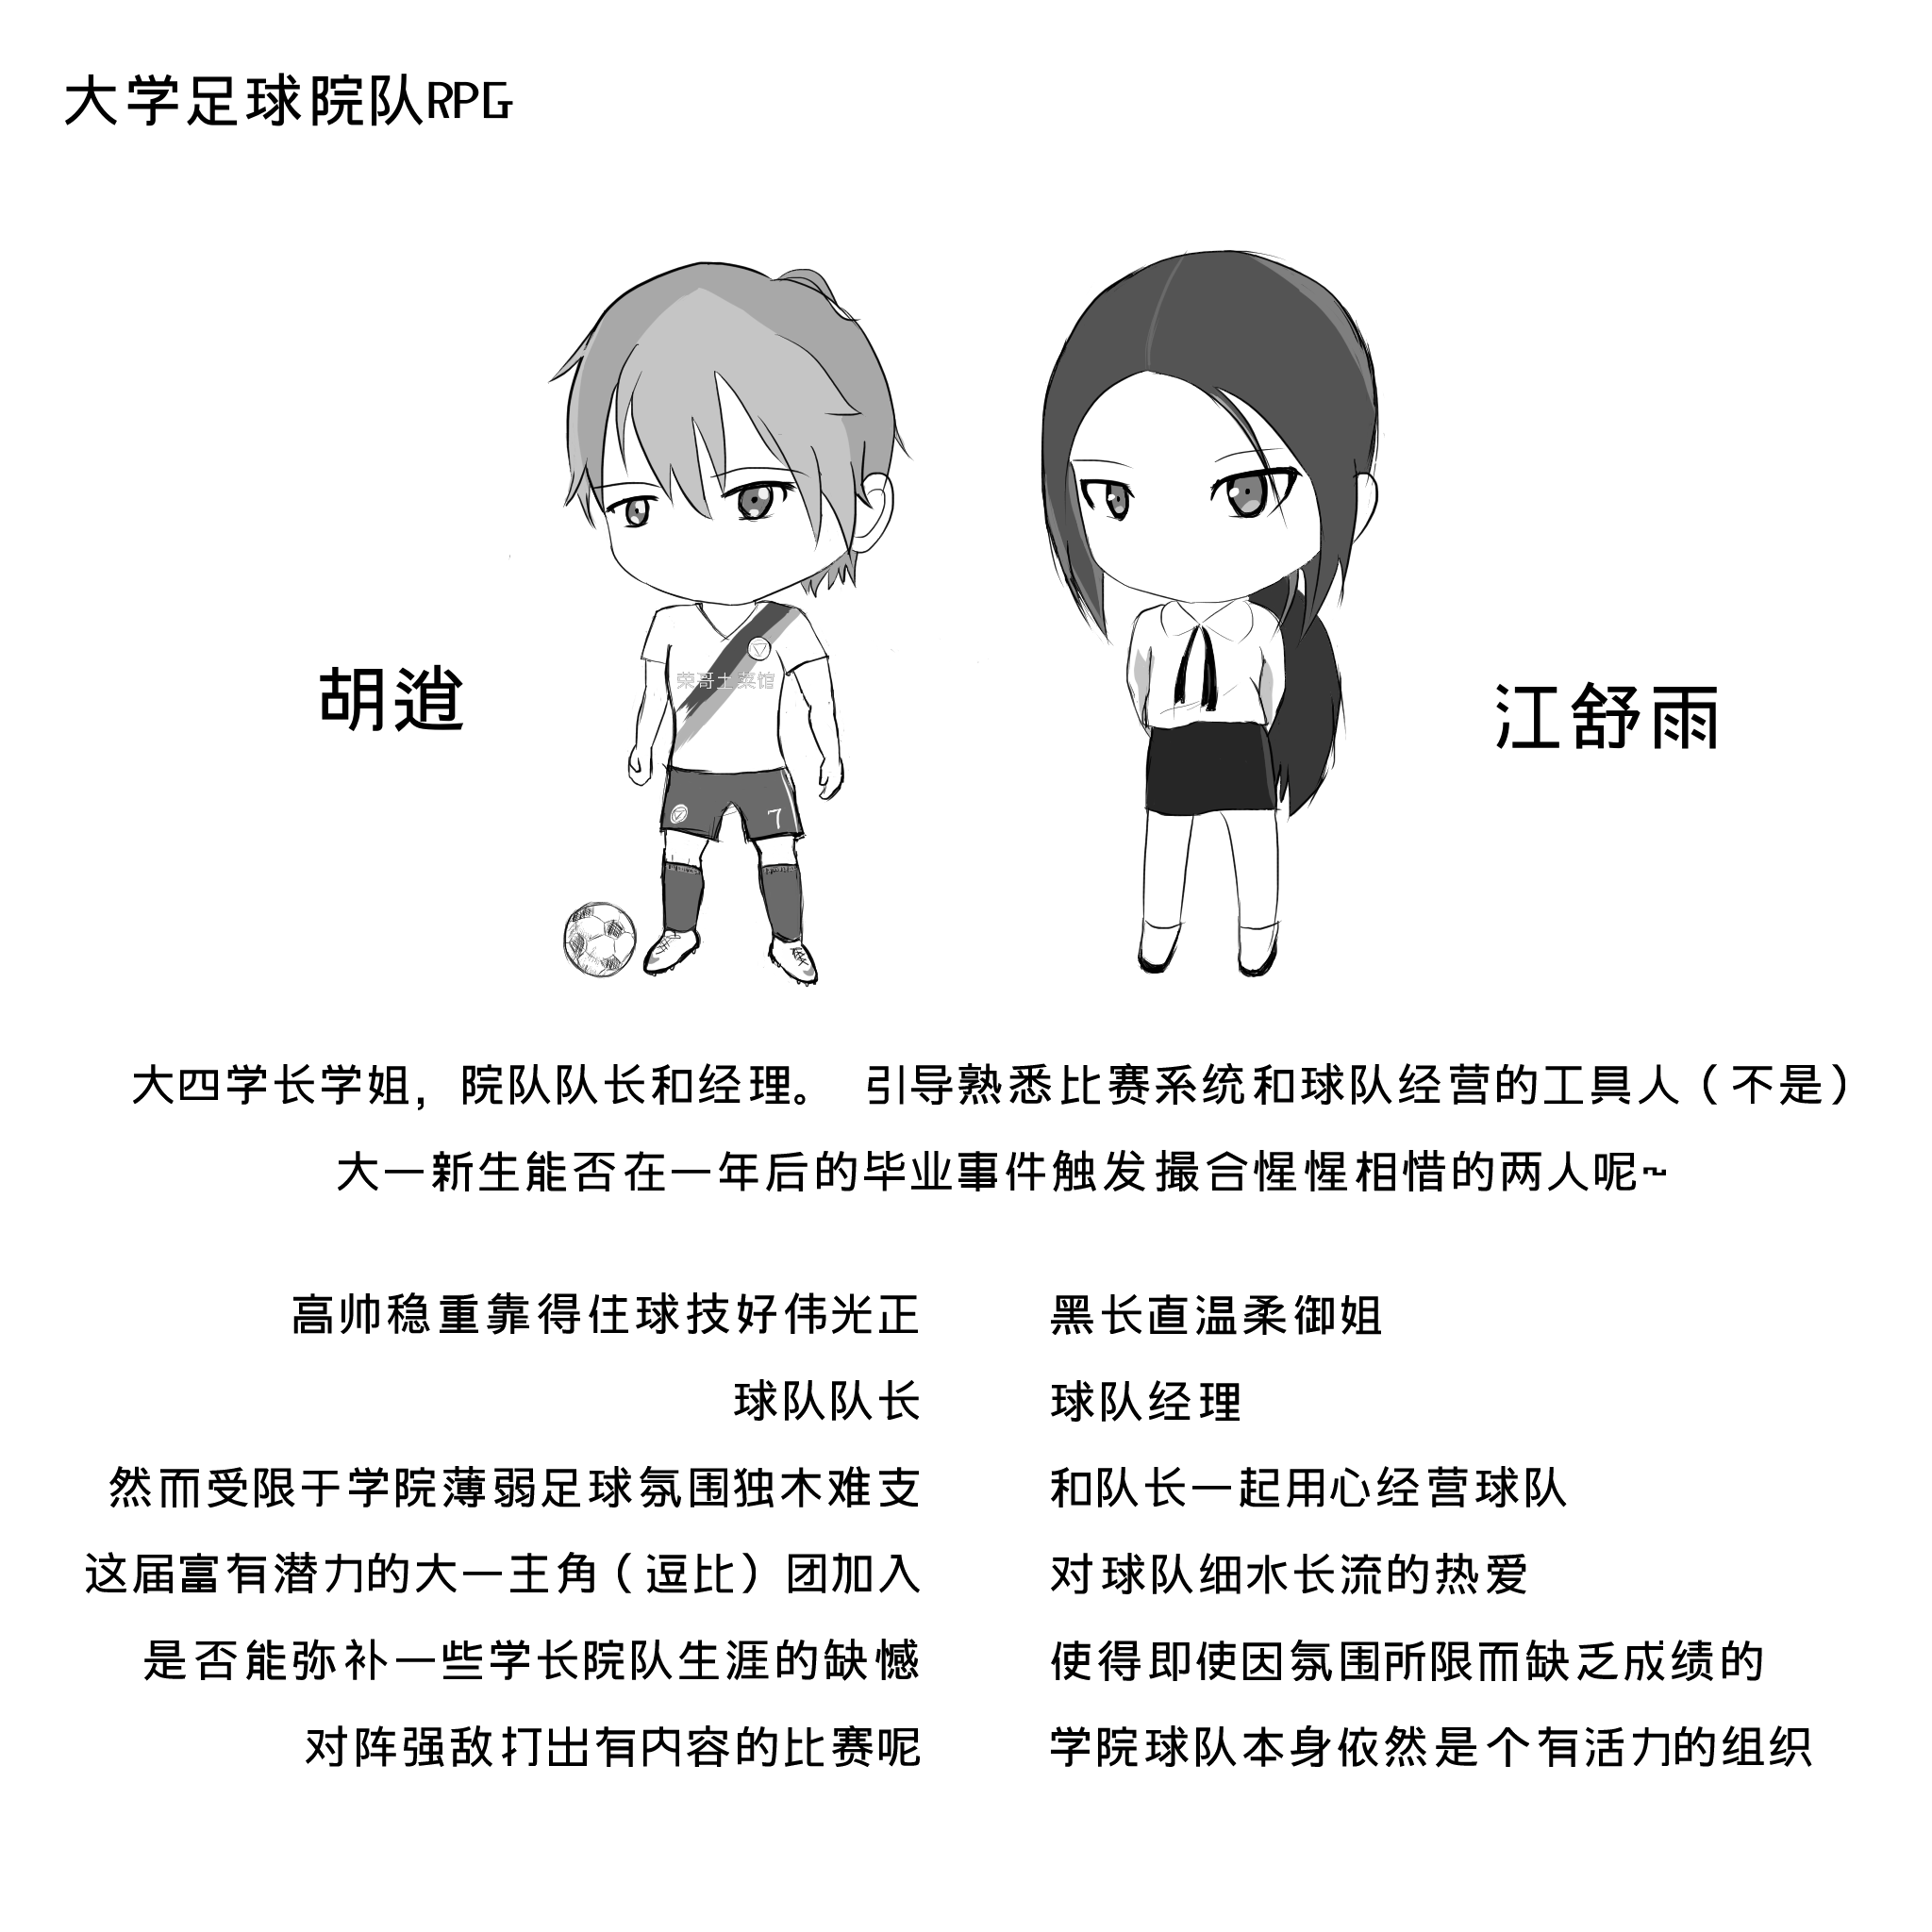 大学足球院队RPG
荣哥土菜馆
7
胡逍
江舒雨
大四学长学姐，院队队长和经理。 引导熟悉比赛系统和球队经营的工具人（不是）
大一新生能否在一年后的毕业事件触发撮合惺惺相惜的两人呢~
高帅稳重靠得住球技好伟光正
球队队长
然而受限于学院薄弱足球氛围独木难支
这届富有潜力的大一主角（逗比）团加入
是否能弥补一些学长院队生涯的缺憾
对阵强敌打出有内容的比赛呢
黑长直温柔御姐
球队经理
和队长一起用心经营球队
对球队细水长流的热爱
使得即使因氛围所限而缺乏成绩的
学院球队本身依然是个有活力的组织